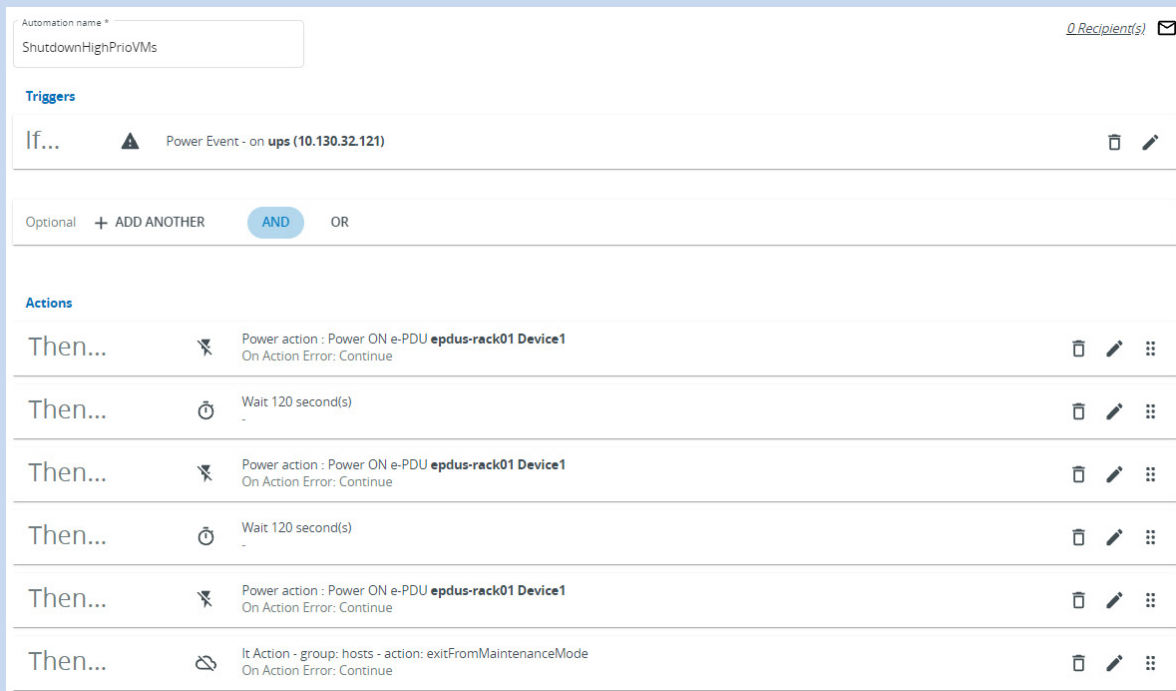 Automation name *
0 Recipient(s)
ShutdownHighPrioVMs
Triggers
If... Power Event - on ups (10.130.32.121)
Optional + ADD ANOTHER AND OR
Actions
Then... Power action : Power ON e-PDU epdus-rack01 Device1
On Action Error: Continue
Then... Wait 120 second(s)
-
Then... Power action : Power ON e-PDU epdus-rack01 Device1
On Action Error: Continue
Then... Wait 120 second(s)
-
Then... Power action : Power ON e-PDU epdus-rack01 Device1
On Action Error: Continue
Then... It Action - group: hosts - action: exitFromMaintenanceMode
On Action Error: Continue